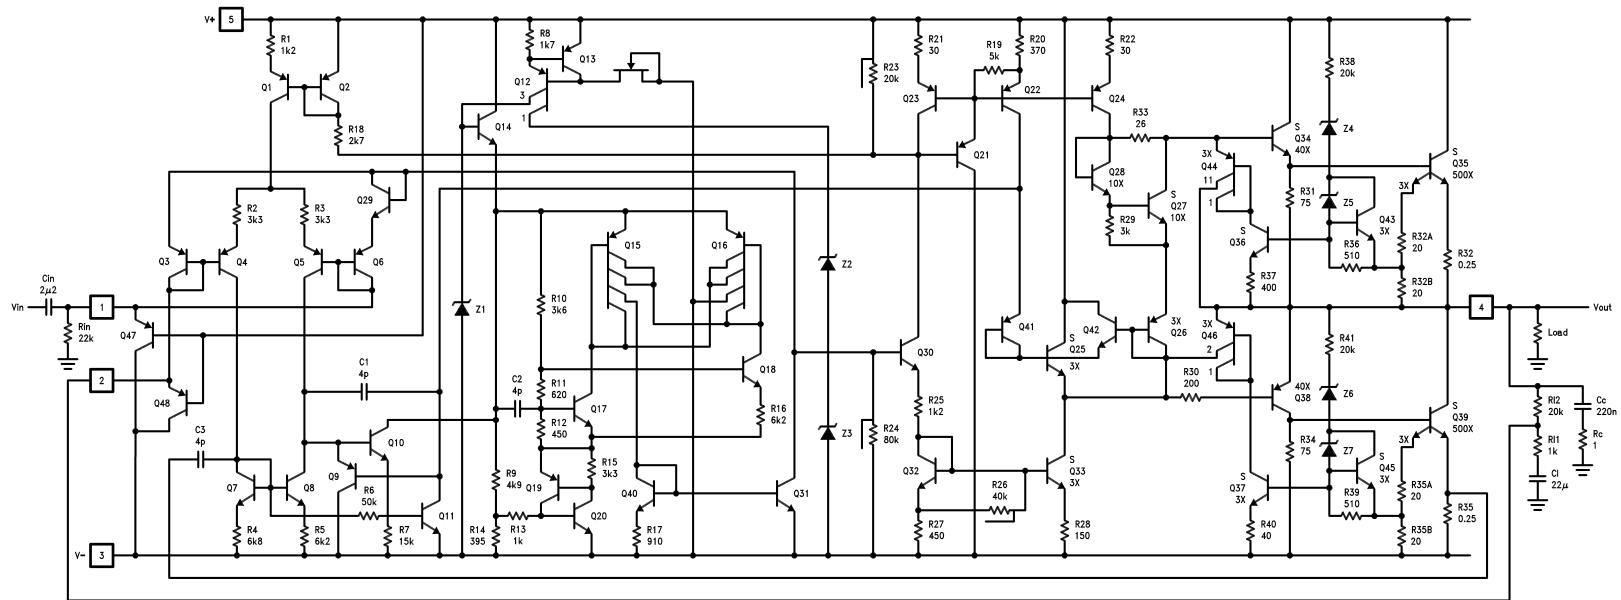 V+ 5
R1
1k2
Q1
Q2
R18
2k7
R8
1k7
Q13
Q12
3
1
Q14
R23
20k
R21
30
R19
5k
R20
370
R22
30
Q23
Q22
Q24
Q21
R33
26
R38
20k
Z4
S
Q34
40X
S
Q35
500X
3X
Q44
11
1
Q28
10X
S
Q27
10X
R29
3k
R31
75
Z5
3X
Q43
3X
S
Q36
R36
510
R32A
20
R32
0.25
R37
400
R32B
20
Q29
R2
3k3
R3
3k3
Q3
Q4
Q5
Q6
Q15
Q16
Z2
Cin
2µ2
Vin
1
Rin
22k
Q47
Z1
R10
3k6
Q41
S
Q25
3X
Q42
3X
Q26
3X
Q46
2
1
4
Vout
Load
R41
20k
2
Q48
C1
4p
C2
4p
R11
620
R12
450
Q17
Q18
R16
6k2
Q30
R30
200
40X
Q38
Z6
S
Q39
500X
3X
Rl2
20k
Cc
220n
Rl1
1k
Rc
1
Cl
22µ
C3
4p
Q10
Q9
Q7
Q8
R6
50k
Q11
R4
6k8
R5
6k2
R7
15k
R9
4k9
R14
395
R13
1k
Q19
R15
3k3
Q20
Q40
R17
910
Q31
Z3
R24
80k
R25
1k2
Q32
R26
40k
R27
450
S
Q33
3X
R28
150
R34
75
Z7
S
Q45
3X
S
Q37
3X
R39
510
R35A
20
R35
0.25
R40
40
R35B
20
V- 3